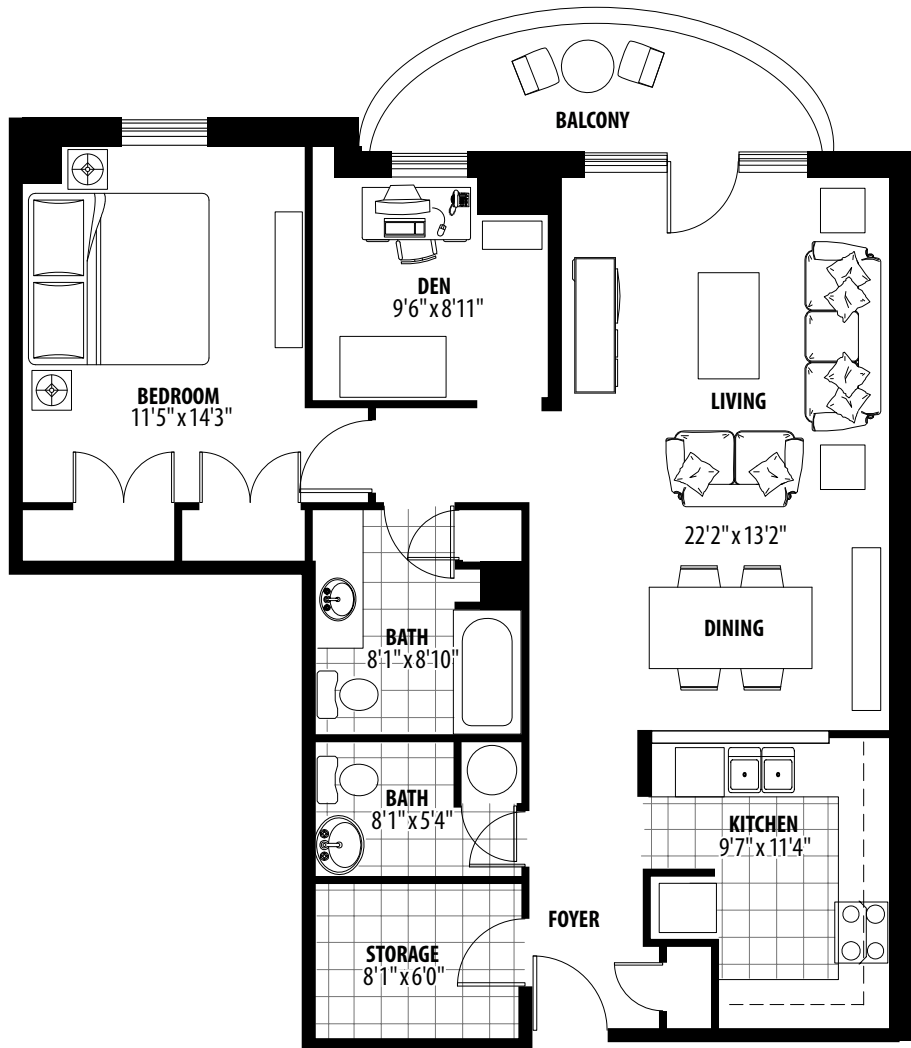 BALCONY
DEN
9'6" x 8'11"
BEDROOM
11'5" x 14'3"
LIVING
22'2" x 13'2"
DINING
BATH
8'1" x 8'10"
BATH
8'1" x 5'4"
KITCHEN
9'7" x 11'4"
FOYER
STORAGE
8'1" x 6'0"